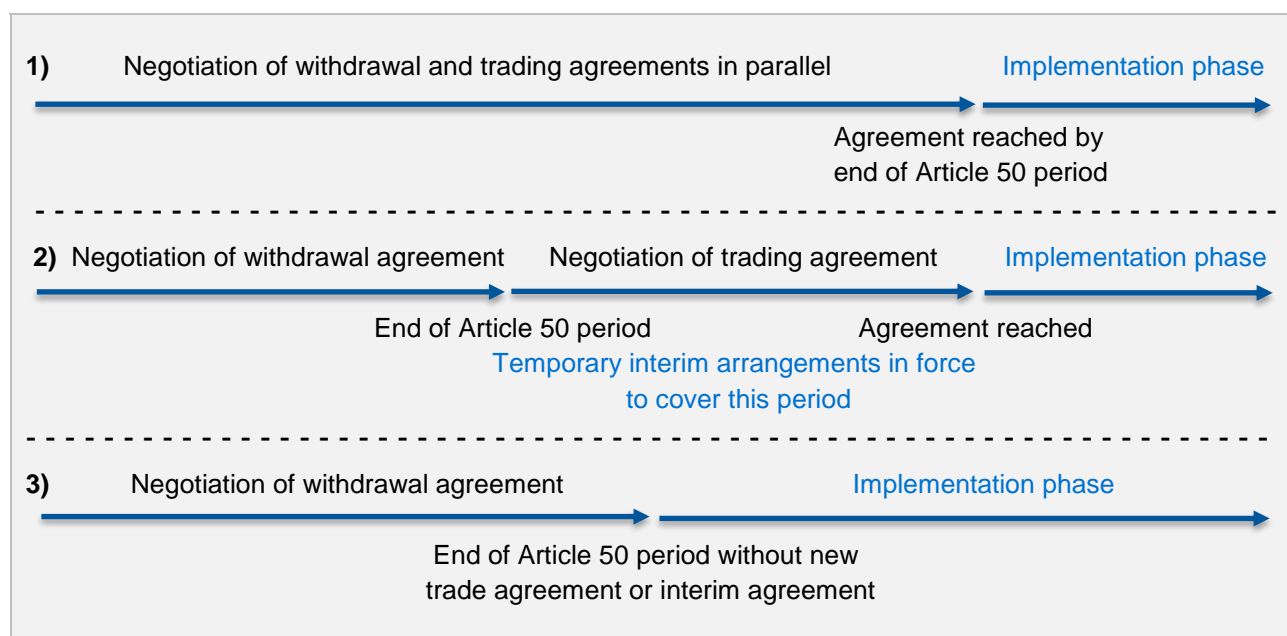 1) Negotiation of withdrawal and trading agreements in parallel Implementation phase
Agreement reached by
end of Article 50 period
2) Negotiation of withdrawal agreement Negotiation of trading agreement Implementation phase
End of Article 50 period Agreement reached
Temporary interim arrangements in force
to cover this period
3) Negotiation of withdrawal agreement Implementation phase
End of Article 50 period without new
trade agreement or interim agreement